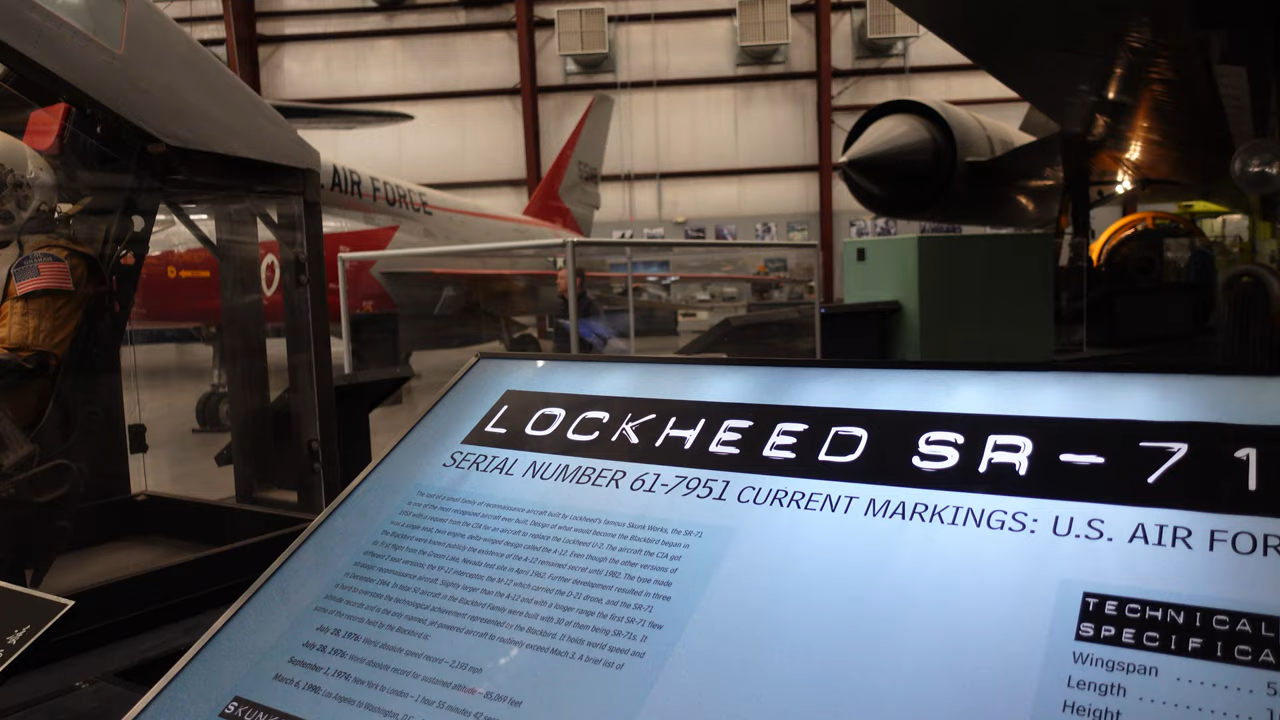 AIR FORCE
LOCKHEED SR-71
SERIAL NUMBER 61-7951 CURRENT MARKINGS: U.S. AIR FOR
The last of a small family of reconnaissance aircraft built by Lockheed's famous Skunk Works, the SR-71
is one of the most recognized aircraft ever built. Design of what would become the Blackbird began in
1958 with a request from the CIA for an aircraft to replace the Lockheed U-2. The aircraft the CIA got
was a single seat, twin engine, delta-winged design called the A-12. Even though the other versions of
the Blackbird were known publicly the existence of the A-12 remained secret until 1982. The type made
its first flight from the Groom Lake, Nevada test site in April 1962. Further development resulted in three
different 2 seat versions; the YF-12 interceptor, the M-12 which carried the D-21 drone, and the SR-71
strategic reconnaissance aircraft. Slightly larger than the A-12 and with a longer range the first SR-71 flew
in December 1964. In total 50 aircraft in the Blackbird Family were built with 30 of them being SR-71s. It
is hard to overstate the technological achievement represented by the Blackbird. It holds world speed and
altitude records and is the only manned, jet-powered aircraft to routinely exceed Mach 3. A brief list of
some of the records held by the Blackbird is:
July 28, 1976: World absolute speed record – 2,193 mph
July 28, 1976: World absolute record for sustained altitude – 85,069 feet
September 1, 1974: New York to London – 1 hour 55 minutes 42
March 6, 1990: Los Angeles to Washington, D.C.
SKUNK
TECHNICAL
SPECIFICA
Wingspan ........ 5
Length ........... 1
Height